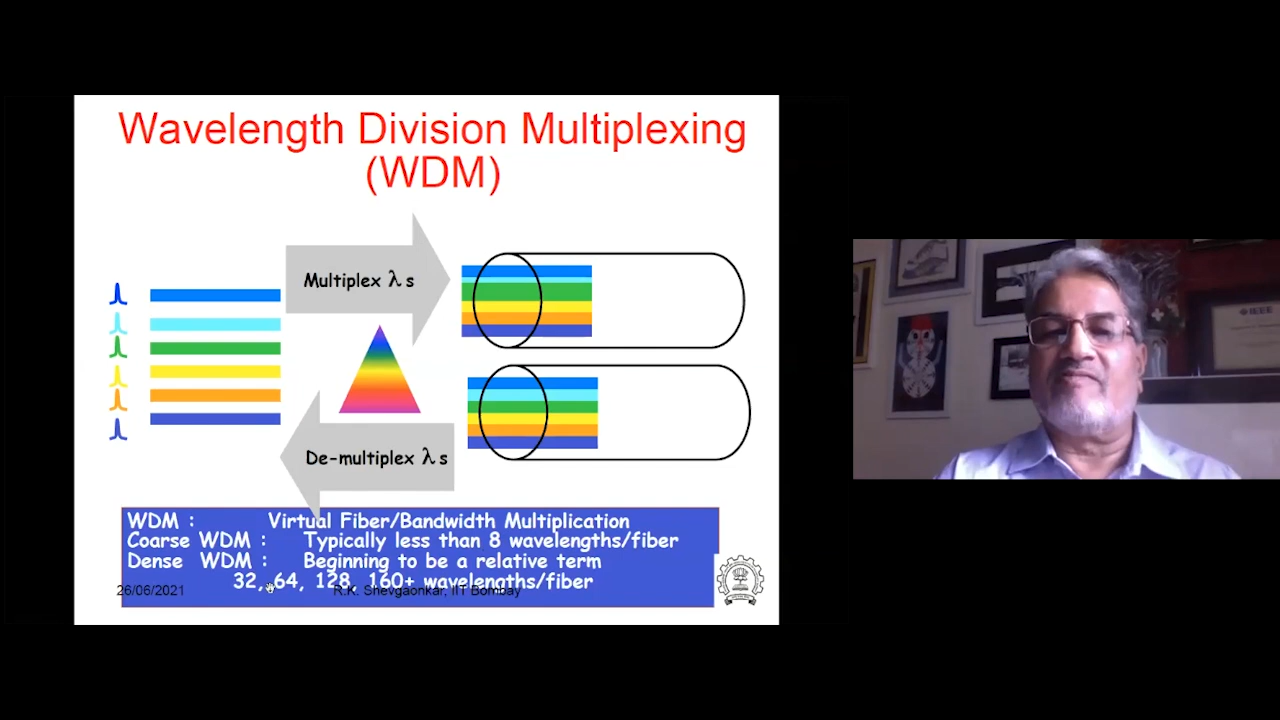 Wavelength Division Multiplexing
(WDM)
Multiplex λ s
De-multiplex λ s
WDM : Virtual Fiber/Bandwidth Multiplication
Coarse WDM : Typically less than 8 wavelengths/fiber
Dense WDM : Beginning to be a relative term
32, 64, 128, 160+ wavelengths/fiber
26/06/2021
R.K. Shevgaonkar, IIT Bombay
IEEE